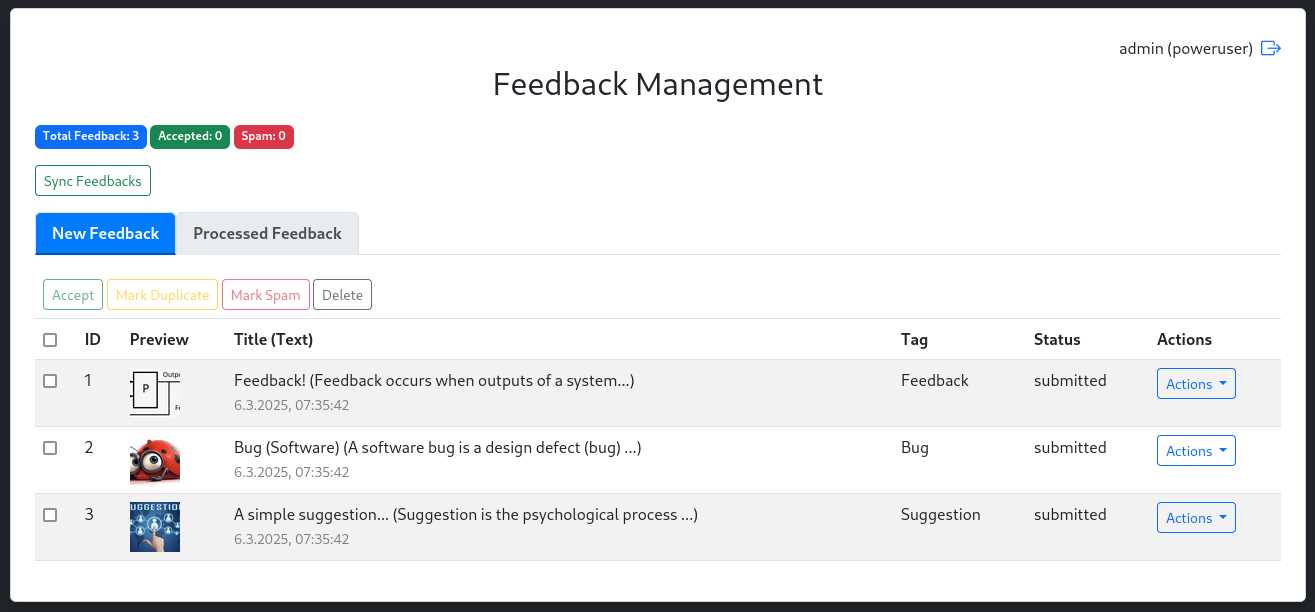 admin (poweruser)
Feedback Management
Total Feedback: 3 Accepted: 0 Spam: 0
Sync Feedbacks
New Feedback Processed Feedback
Accept Mark Duplicate Mark Spam Delete
ID Preview Title (Text) Tag Status Actions
1 P Feedback! (Feedback occurs when outputs of a system...) Feedback submitted Actions
6.3.2025, 07:35:42
2 Bug (Software) (A software bug is a design defect (bug) ...) Bug submitted Actions
6.3.2025, 07:35:42
3 A simple suggestion... (Suggestion is the psychological process ...) Suggestion submitted Actions
6.3.2025, 07:35:42